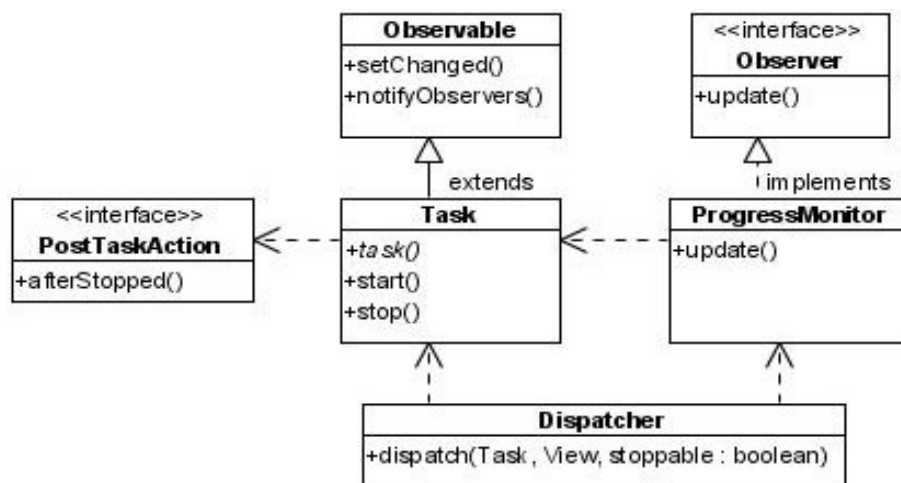 Observable
+setChanged()
+notifyObservers()
<<interface>>
Observer
+update()
extends
implements
<<interface>>
PostTaskAction
+afterStopped()
Task
+task()
+start()
+stop()
ProgressMonitor
+update()
Dispatcher
+dispatch(Task, View, stoppable : boolean)